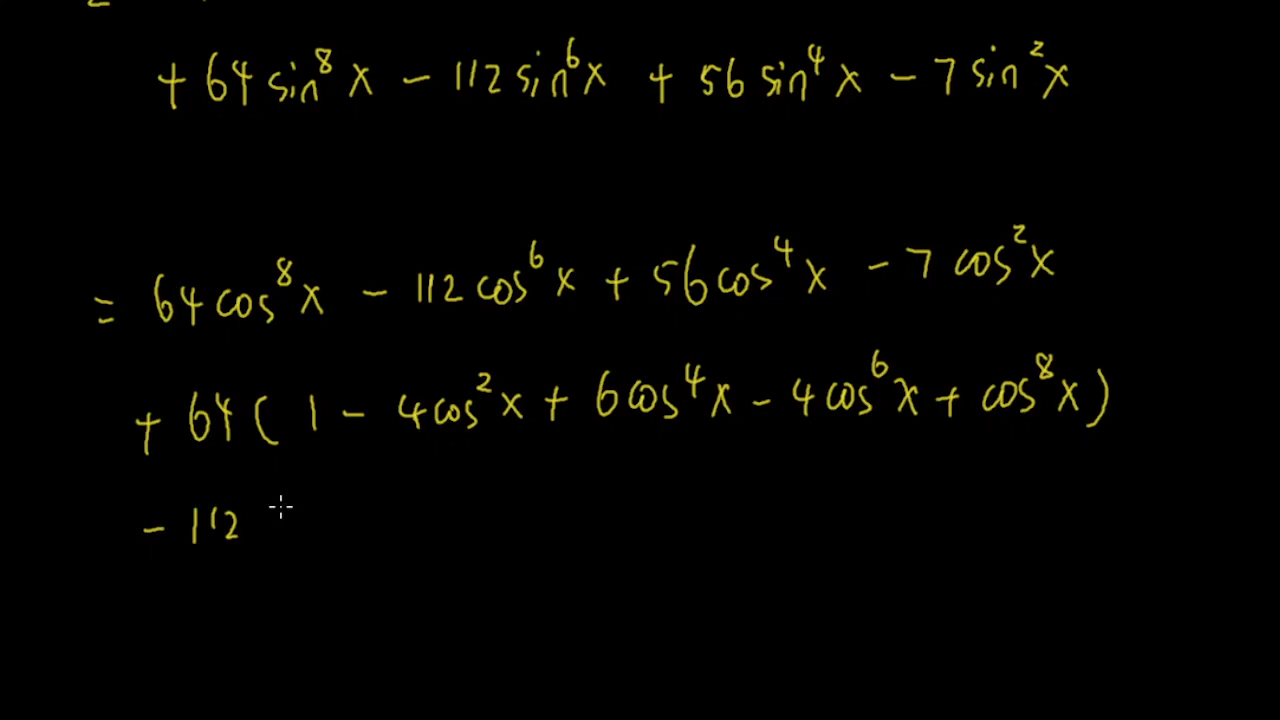 + 64 sin⁸x − 112 sin⁶x + 56 sin⁴x − 7 sin²x
= 64 cos⁸x − 112 cos⁶x + 56 cos⁴x − 7 cos²x
+ 64 ( 1 − 4cos²x + 6cos⁴x − 4cos⁶x + cos⁸x )
− 112